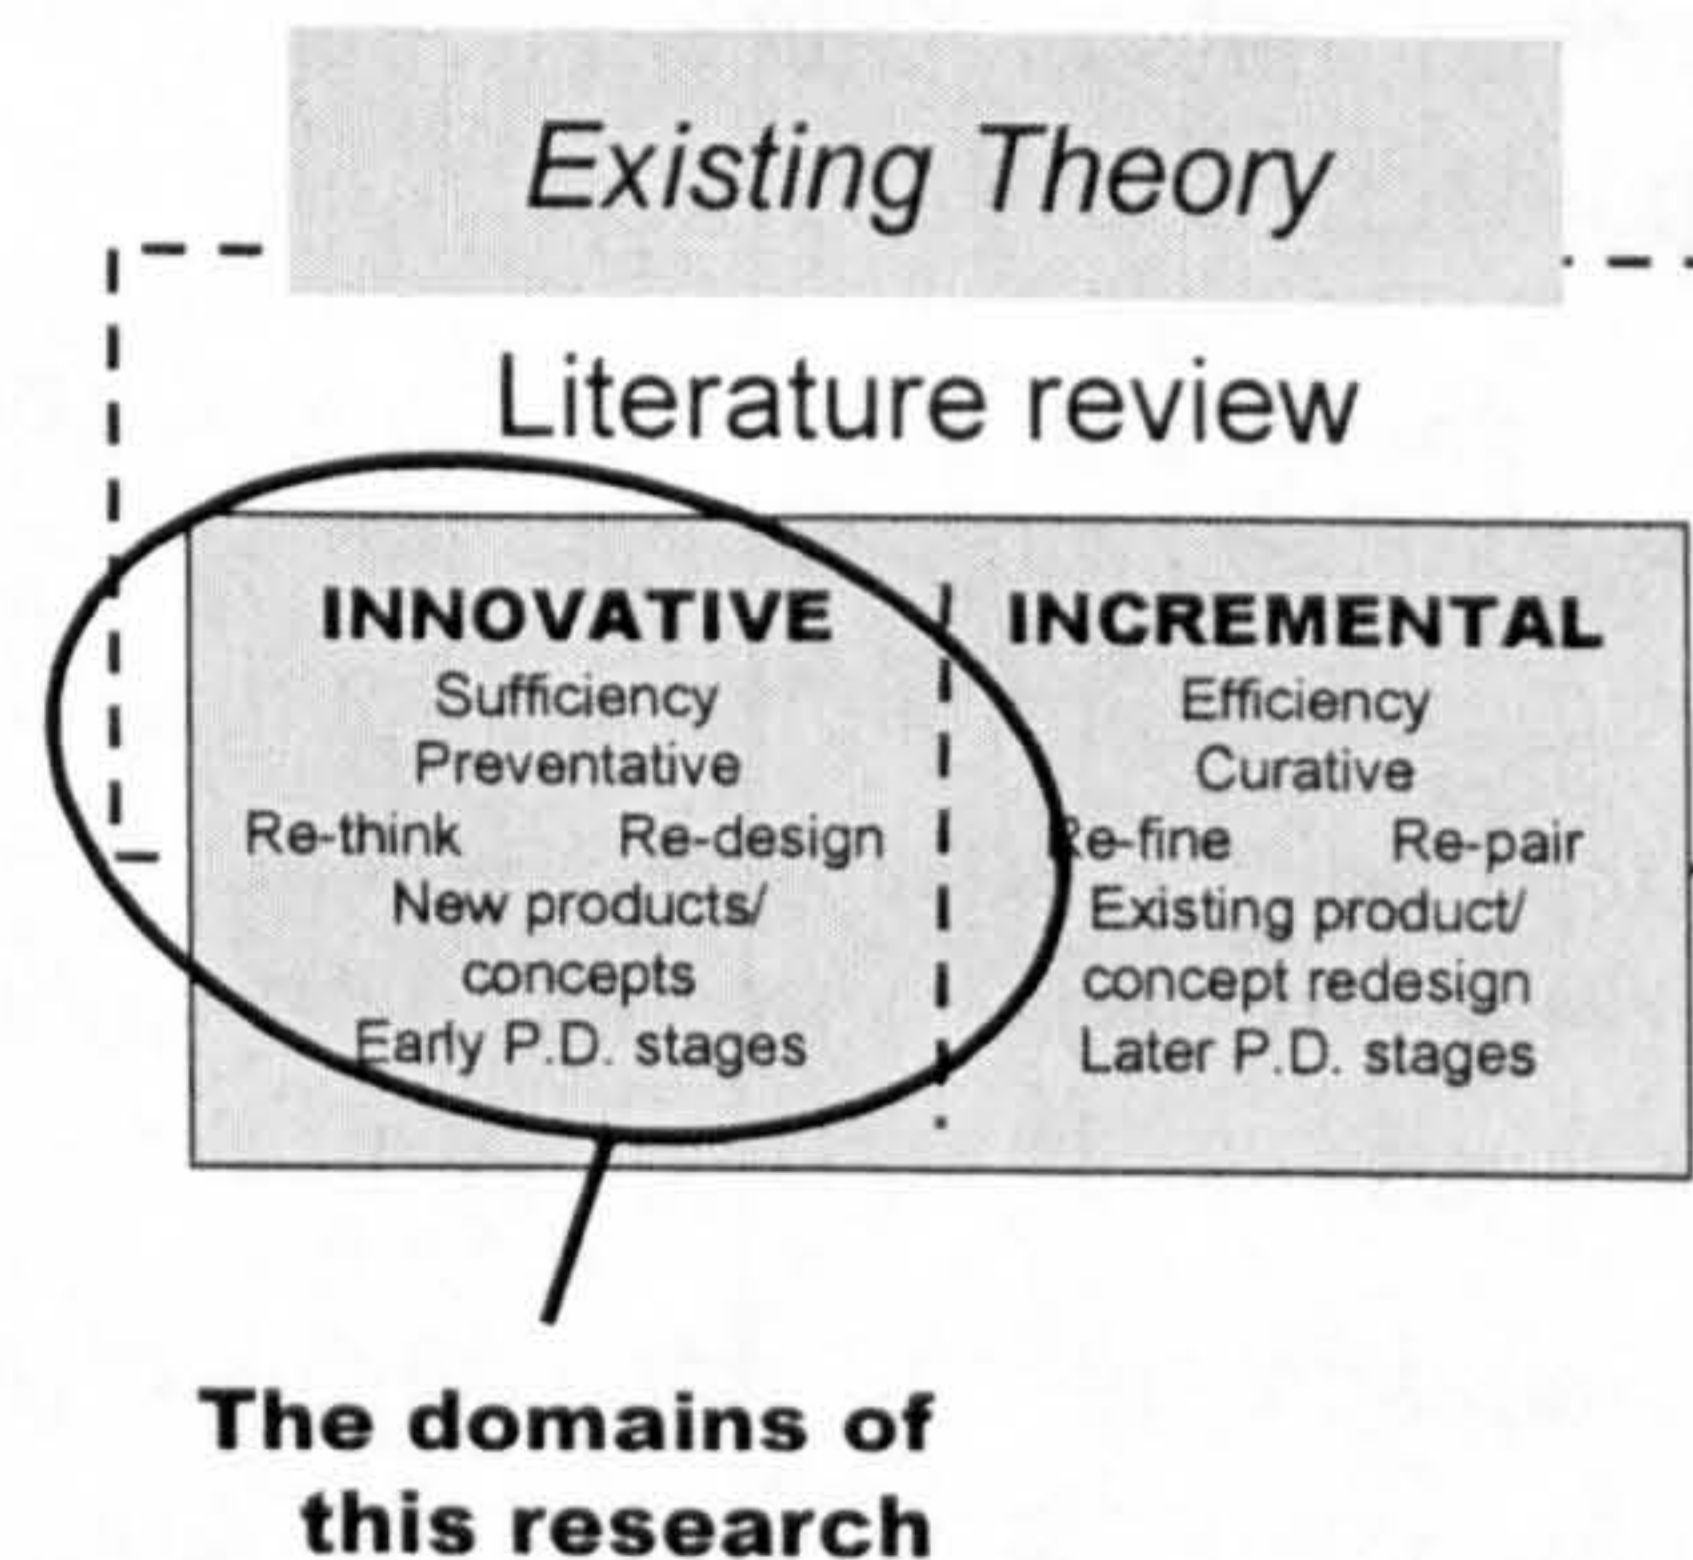 Existing Theory
Literature review
INNOVATIVE
Sufficiency
Preventative
Re-think Re-design
New products/
concepts
Early P.D. stages
INCREMENTAL
Efficiency
Curative
Re-fine Re-pair
Existing product/
concept redesign
Later P.D. stages
The domains of
this research